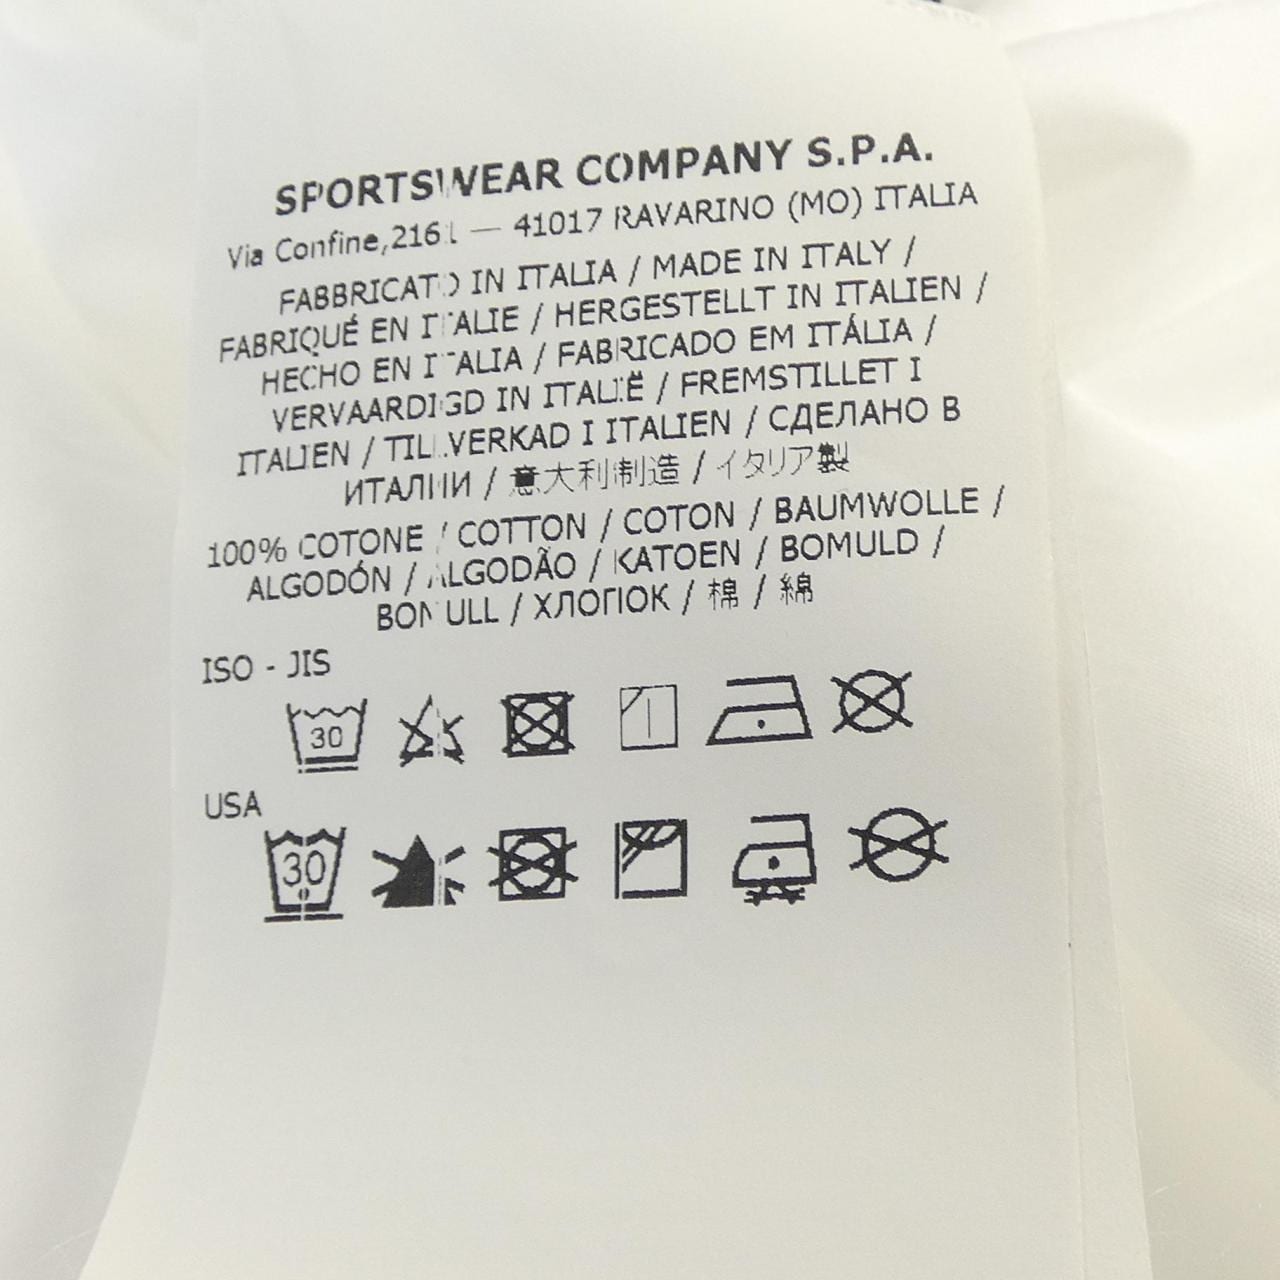 SPORTSWEAR COMPANY S.P.A.
Via Confine,2161 — 41017 RAVARINO (MO) ITALIA
FABBRICATO IN ITALIA / MADE IN ITALY /
FABRIQUÉ EN ITALIE / HERGESTELLT IN ITALIEN /
HECHO EN ITALIA / FABRICADO EM ITÁLIA /
VERVAARDIGD IN ITALIË / FREMSTILLET I
ITALIEN / TILLVERKAD I ITALIEN / СДЕЛАНО В
ИТАЛИИ / 意大利制造 / イタリア製
100% COTONE / COTTON / COTON / BAUMWOLLE /
ALGODÓN / ALGODÃO / KATOEN / BOMULD /
BOMULL / ХЛОПОК / 棉 / 綿
ISO - JIS
30
USA
30